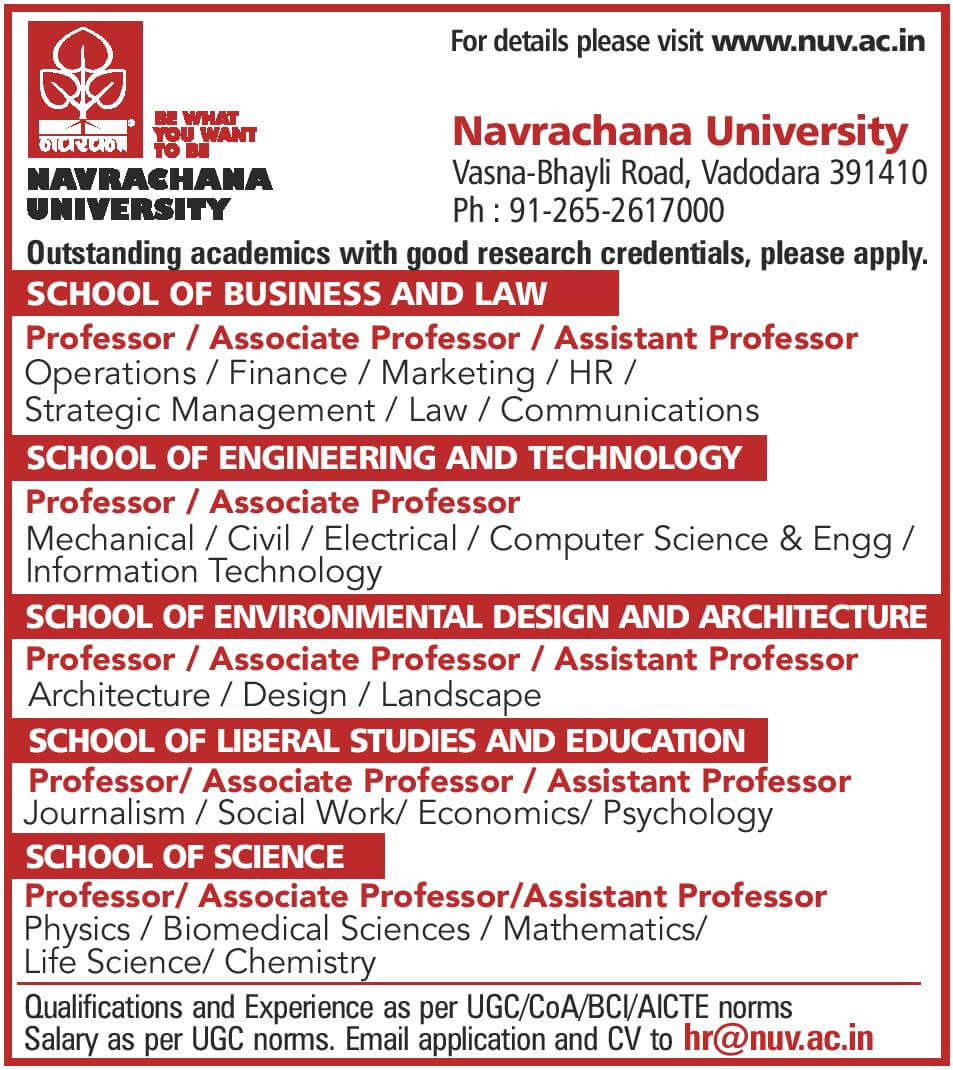 For details please visit www.nuv.ac.in
नवरचना
BE WHAT
YOU WANT
TO BE
NAVRACHANA
UNIVERSITY
Navrachana University
Vasna-Bhayli Road, Vadodara 391410
Ph : 91-265-2617000
Outstanding academics with good research credentials, please apply.
SCHOOL OF BUSINESS AND LAW
Professor / Associate Professor / Assistant Professor
Operations / Finance / Marketing / HR /
Strategic Management / Law / Communications
SCHOOL OF ENGINEERING AND TECHNOLOGY
Professor / Associate Professor
Mechanical / Civil / Electrical / Computer Science & Engg /
Information Technology
SCHOOL OF ENVIRONMENTAL DESIGN AND ARCHITECTURE
Professor / Associate Professor / Assistant Professor
Architecture / Design / Landscape
SCHOOL OF LIBERAL STUDIES AND EDUCATION
Professor/ Associate Professor / Assistant Professor
Journalism / Social Work/ Economics/ Psychology
SCHOOL OF SCIENCE
Professor/ Associate Professor/Assistant Professor
Physics / Biomedical Sciences / Mathematics/
Life Science/ Chemistry
Qualifications and Experience as per UGC/CoA/BCI/AICTE norms
Salary as per UGC norms. Email application and CV to hr@nuv.ac.in